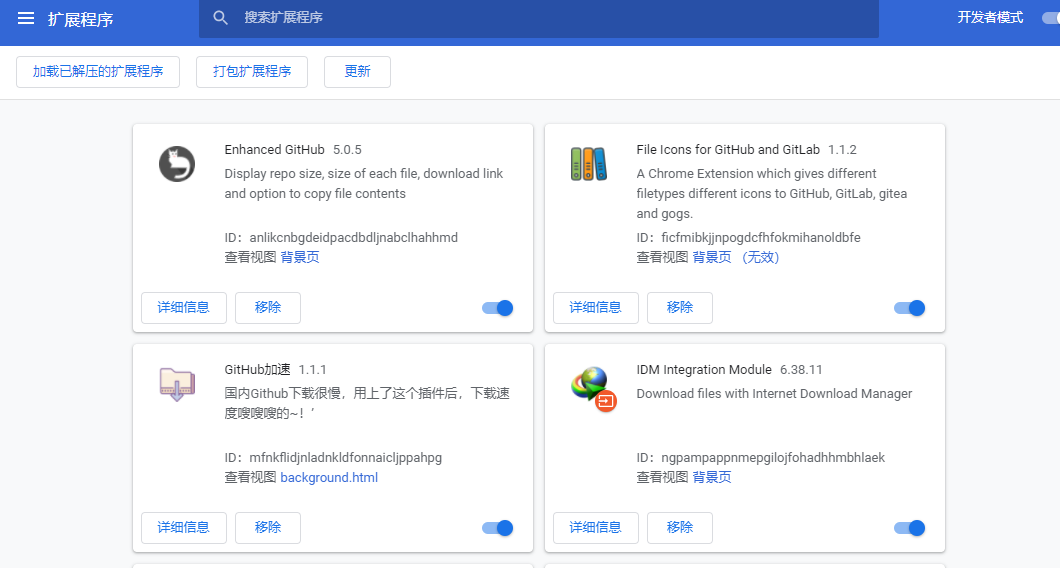 扩展程序
搜索扩展程序
开发者模式
加载已解压的扩展程序
打包扩展程序
更新
Enhanced GitHub 5.0.5
Display repo size, size of each file, download link
and option to copy file contents
ID：anlikcnbgdeidpacdbdljnabclhahhmd
查看视图 背景页
详细信息
移除
File Icons for GitHub and GitLab 1.1.2
A Chrome Extension which gives different
filetypes different icons to GitHub, GitLab, gitea
and gogs.
ID：ficfmibkjjnpogdcfhfokmihanoldbfe
查看视图 背景页 （无效）
详细信息
移除
GitHub加速 1.1.1
国内Github下载很慢，用上了这个插件后，下载速
度嗖嗖嗖的~！'
ID：mfnkflidjnladnkldfonnaicljppahpg
查看视图 background.html
详细信息
移除
IDM Integration Module 6.38.11
Download files with Internet Download Manager
ID：ngpampappnmepgilojfohadhhmbhlaek
查看视图 背景页
详细信息
移除